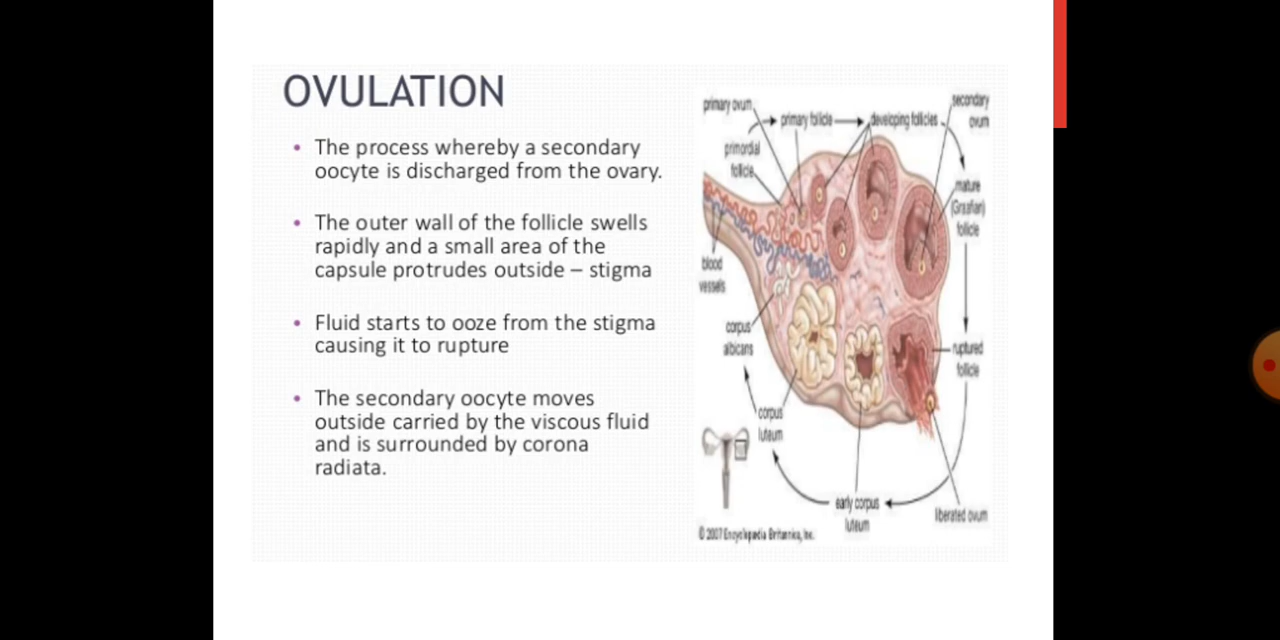 OVULATION
• The process whereby a secondary
oocyte is discharged from the ovary.
• The outer wall of the follicle swells
rapidly and a small area of the
capsule protrudes outside – stigma
• Fluid starts to ooze from the stigma
causing it to rupture
• The secondary oocyte moves
outside carried by the viscous fluid
and is surrounded by corona
radiata.
primary ovum
primary follicle
developing follicles
secondary
ovum
primordial
follicle
mature
(Graafian)
follicle
blood
vessels
corpus
albicans
ruptured
follicle
corpus
luteum
early corpus
luteum
liberated ovum
© 2007 Encyclopædia Britannica, Inc.